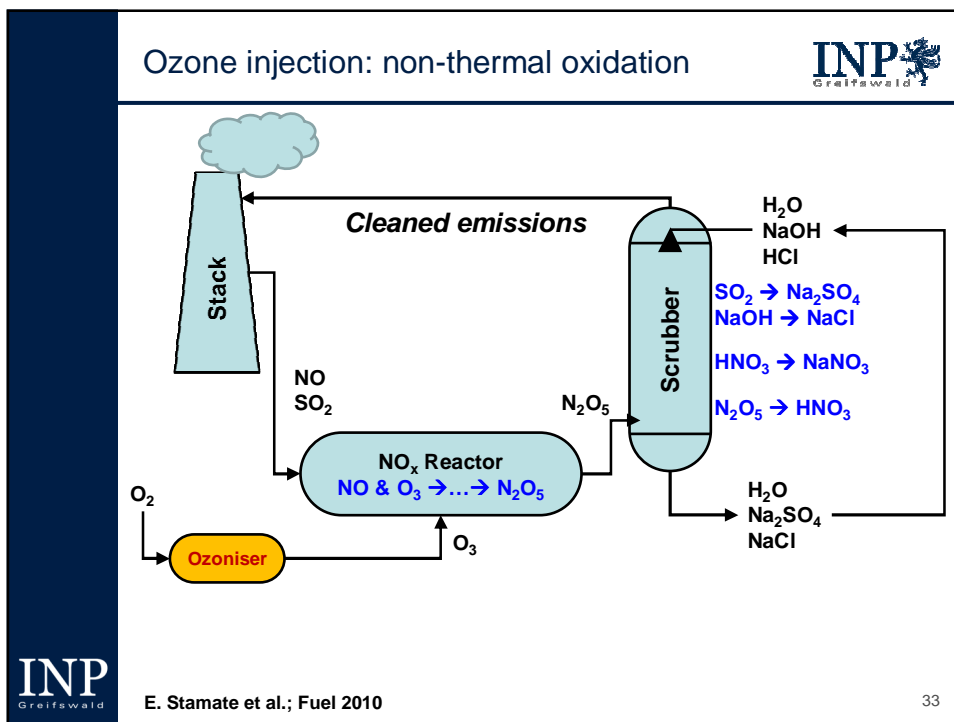 Ozone injection: non-thermal oxidation
INP
Greifswald
Cleaned emissions
Stack
H₂O
NaOH
HCl
Scrubber
SO₂ → Na₂SO₄
NaOH → NaCl
HNO₃ → NaNO₃
N₂O₅ → HNO₃
NO
SO₂
N₂O₅
NOₓ Reactor
NO & O₃ →…→ N₂O₅
O₂
Ozoniser
O₃
H₂O
Na₂SO₄
NaCl
INP
Greifswald
E. Stamate et al.; Fuel 2010
33